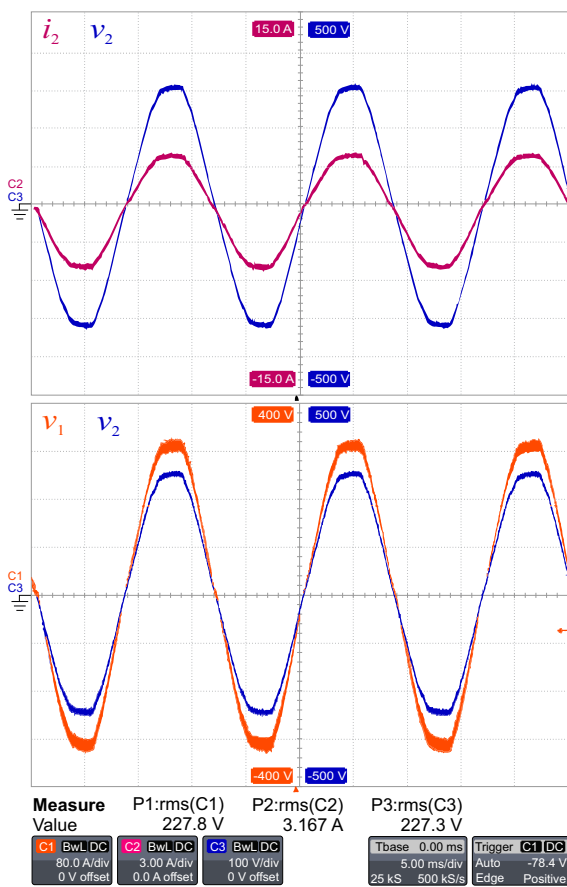 i2 v2
15.0 A 500 V
C2
C3
-15.0 A -500 V
v1 v2
400 V 500 V
C1
C3
-400 V -500 V
Measure P1:rms(C1) P2:rms(C2) P3:rms(C3)
Value 227.8 V 3.167 A 227.3 V
C1 BwL DC C2 BwL DC C3 BwL DC Tbase 0.00 ms Trigger C1 DC
80.0 A/div 3.00 A/div 100 V/div 5.00 ms/div Auto -78.4 V
0 V offset 0.0 A offset 0 V offset 25 kS 500 kS/s Edge Positive